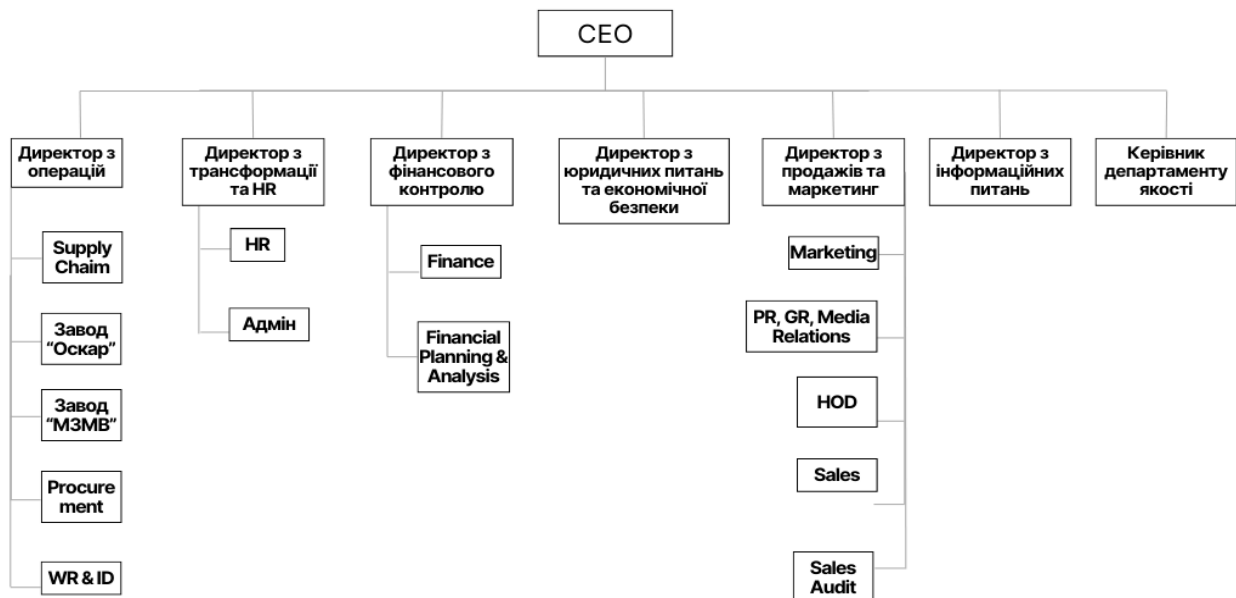 CEO
Директор з
операцій
Директор з
трансформації
та HR
Директор з
фінансового
контролю
Директор з
юридичних питань
та економічної
безпеки
Директор з
продажів та
маркетинг
Директор з
інформаційних
питань
Керівник
департаменту
якості
Supply
Chaim
Завод
“Оскар”
Завод
“МЗМВ”
Procure
ment
WR & ID
HR
Адмін
Finance
Financial
Planning &
Analysis
Marketing
PR, GR, Media
Relations
HOD
Sales
Sales
Audit